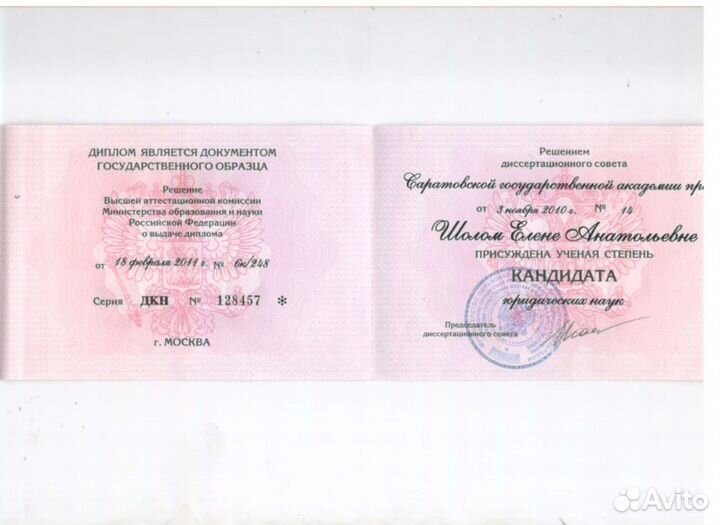 ДИПЛОМ ЯВЛЯЕТСЯ ДОКУМЕНТОМ
ГОСУДАРСТВЕННОГО ОБРАЗЦА
Решение
Высшей аттестационной комиссии
Министерства образования и науки
Российской Федерации
о выдаче диплома
от 18 февраля 2011 г. № 6к/248
Серия ДКН № 128457 *
г. МОСКВА
Решением
диссертационного совета
Саратовской государственной академии пр
от 3 ноября 2010 г. № 14
Шолом Елене Анатольевне
ПРИСУЖДЕНА УЧЕНАЯ СТЕПЕНЬ
КАНДИДАТА
юридических наук
Председатель
диссертационного совета
Avito